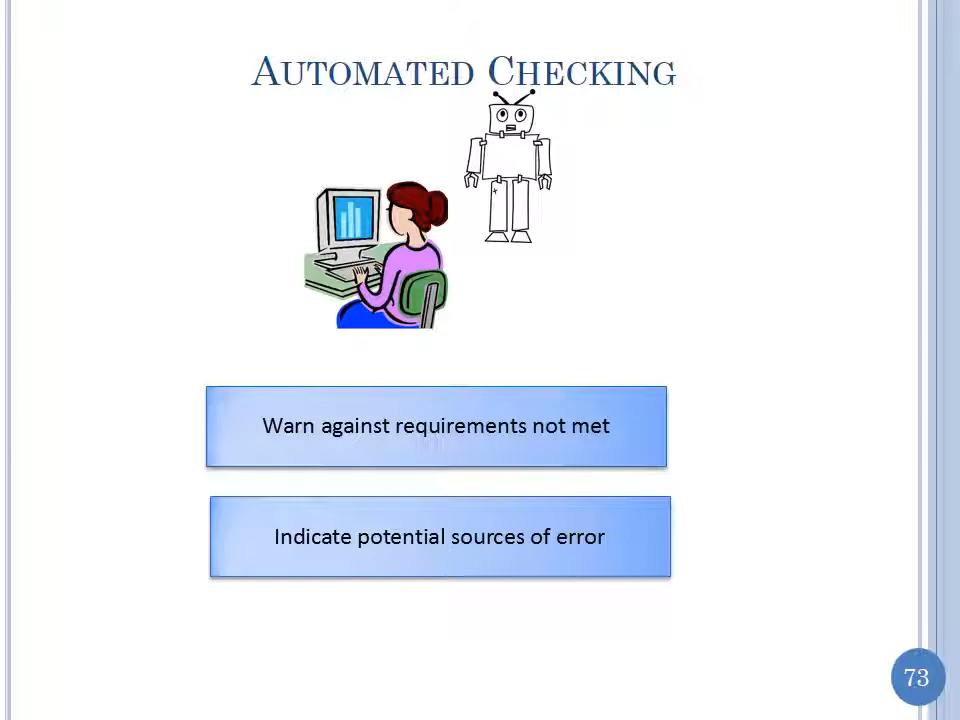 AUTOMATED CHECKING
Warn against requirements not met
Indicate potential sources of error
73